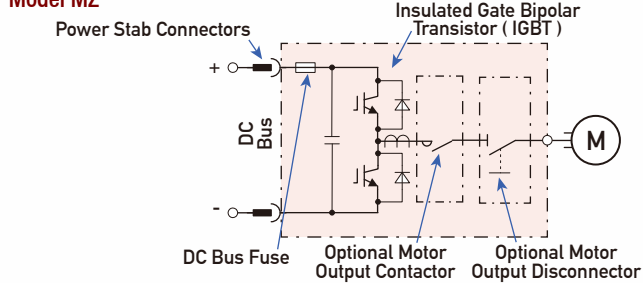 Model MZ
Insulated Gate Bipolar
Transistor ( IGBT )
Power Stab Connectors
+
DC
Bus
M
-
DC Bus Fuse
Optional Motor
Output Contactor
Optional Motor
Output Disconnector